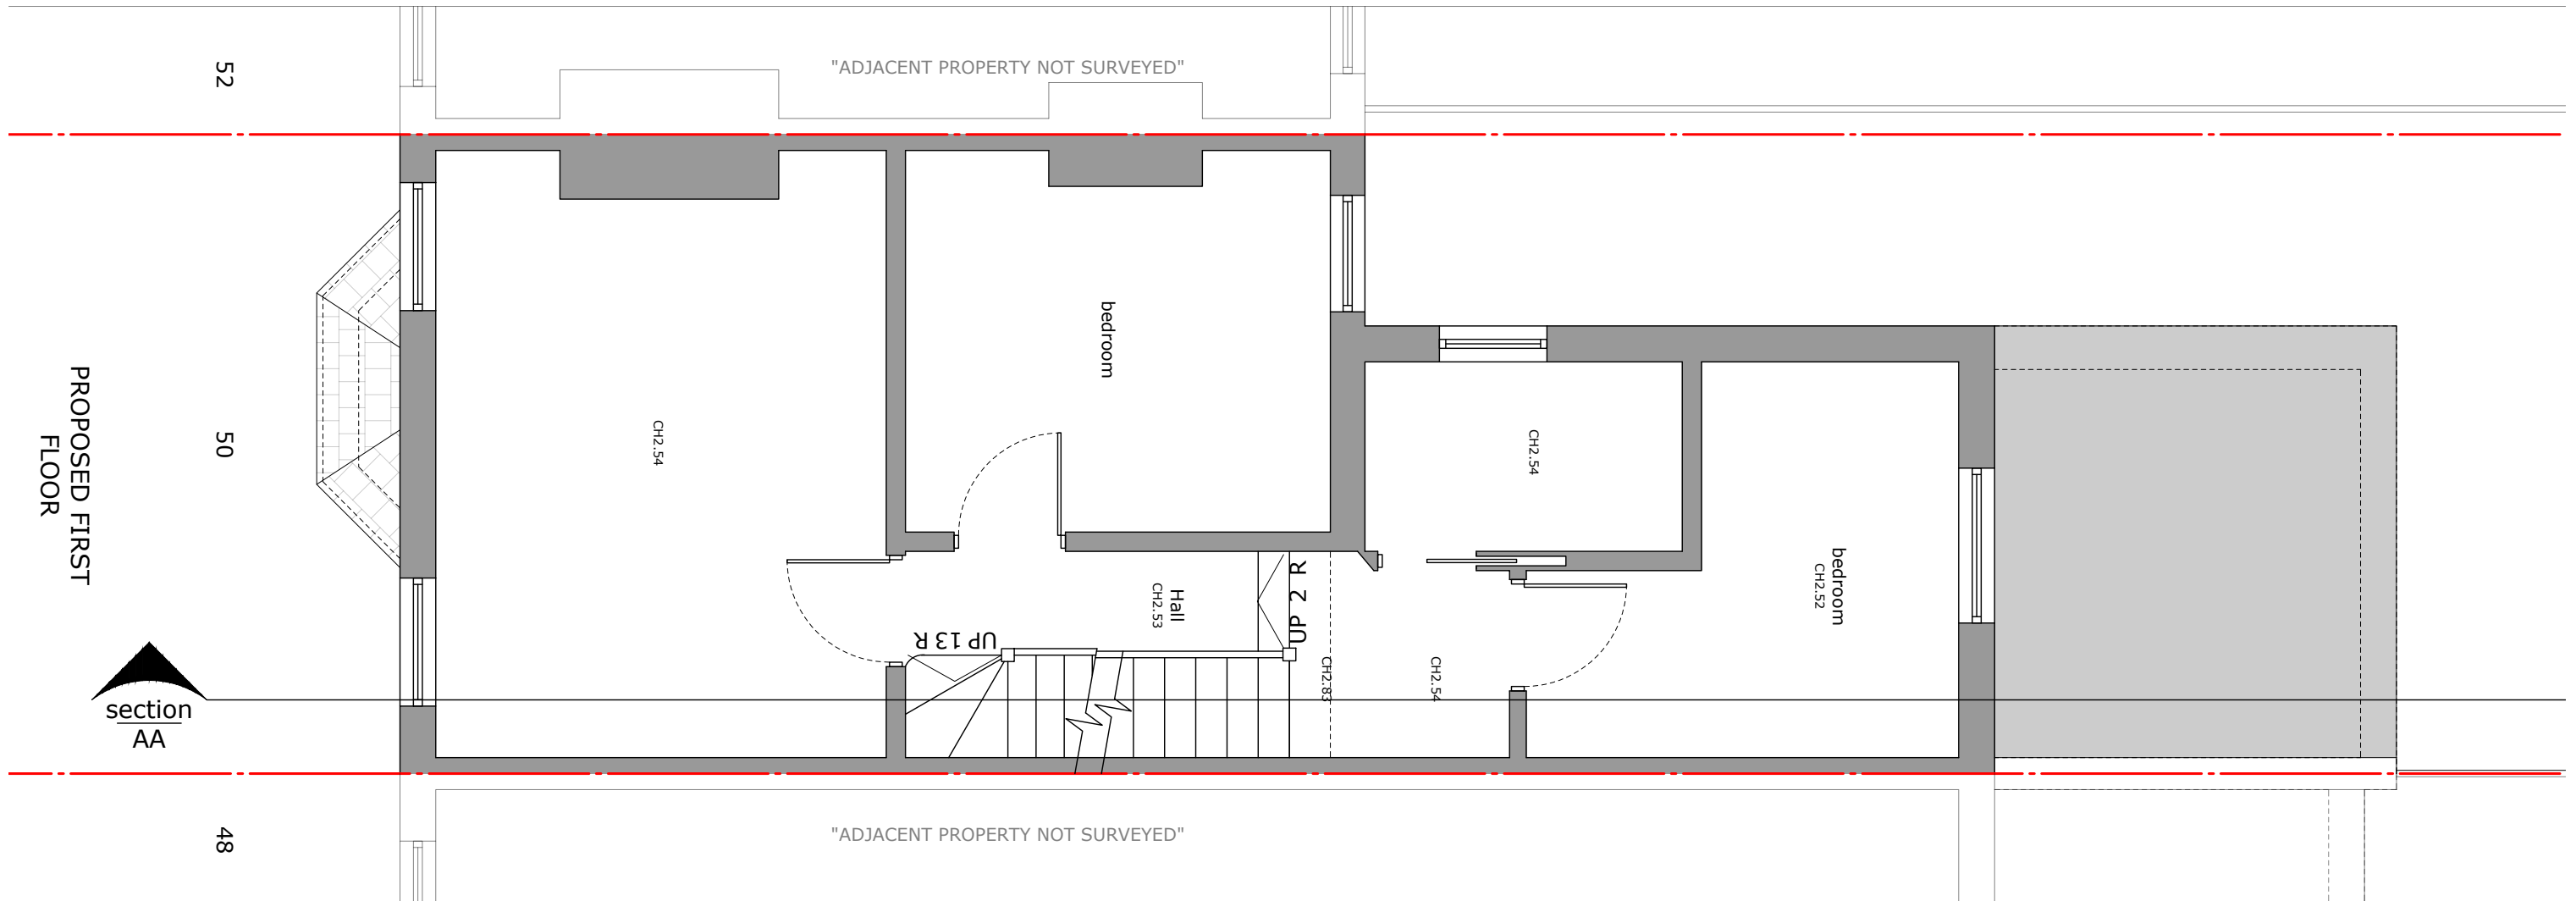 "ADJACENT PROPERTY NOT SURVEYED"
52
50
48
PROPOSED FIRST
FLOOR
section
AA
CH2.54
bedroom
CH2.54
bedroom
CH2.52
Hall
CH2.53
UP 2 R
UP 13 R
CH2.83
CH2.54
"ADJACENT PROPERTY NOT SURVEYED"